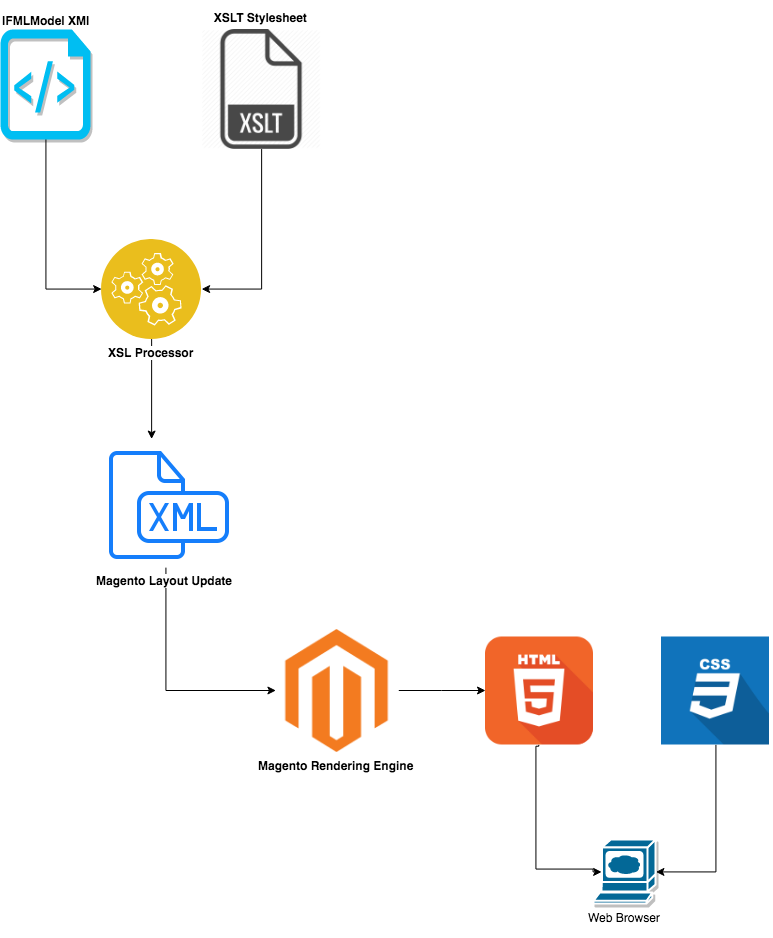 IFMLModel XMI
XSLT Stylesheet
</>
XSLT
XSL Processor
XML
Magento Layout Update
HTML
5
CSS
3
Magento Rendering Engine
Web Browser